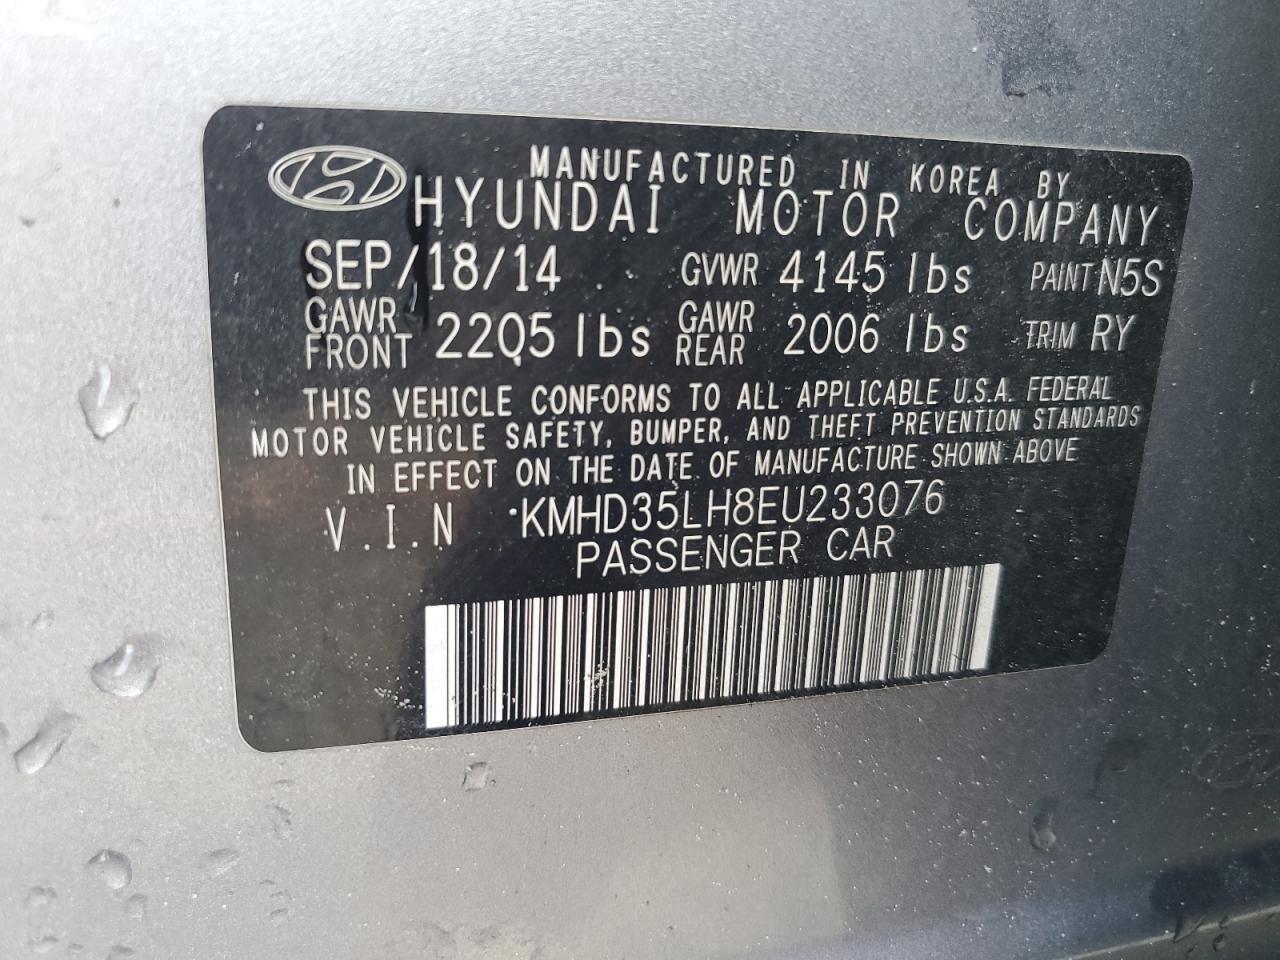 MANUFACTURED IN KOREA BY
HYUNDAI MOTOR COMPANY
SEP/18/14 GVWR 4145 lbs PAINT N5S
GAWR FRONT 2205 lbs GAWR REAR 2006 lbs TRIM RY
THIS VEHICLE CONFORMS TO ALL APPLICABLE U.S.A. FEDERAL
MOTOR VEHICLE SAFETY, BUMPER, AND THEFT PREVENTION STANDARDS
IN EFFECT ON THE DATE OF MANUFACTURE SHOWN ABOVE
V.I.N KMHD35LH8EU233076
PASSENGER CAR